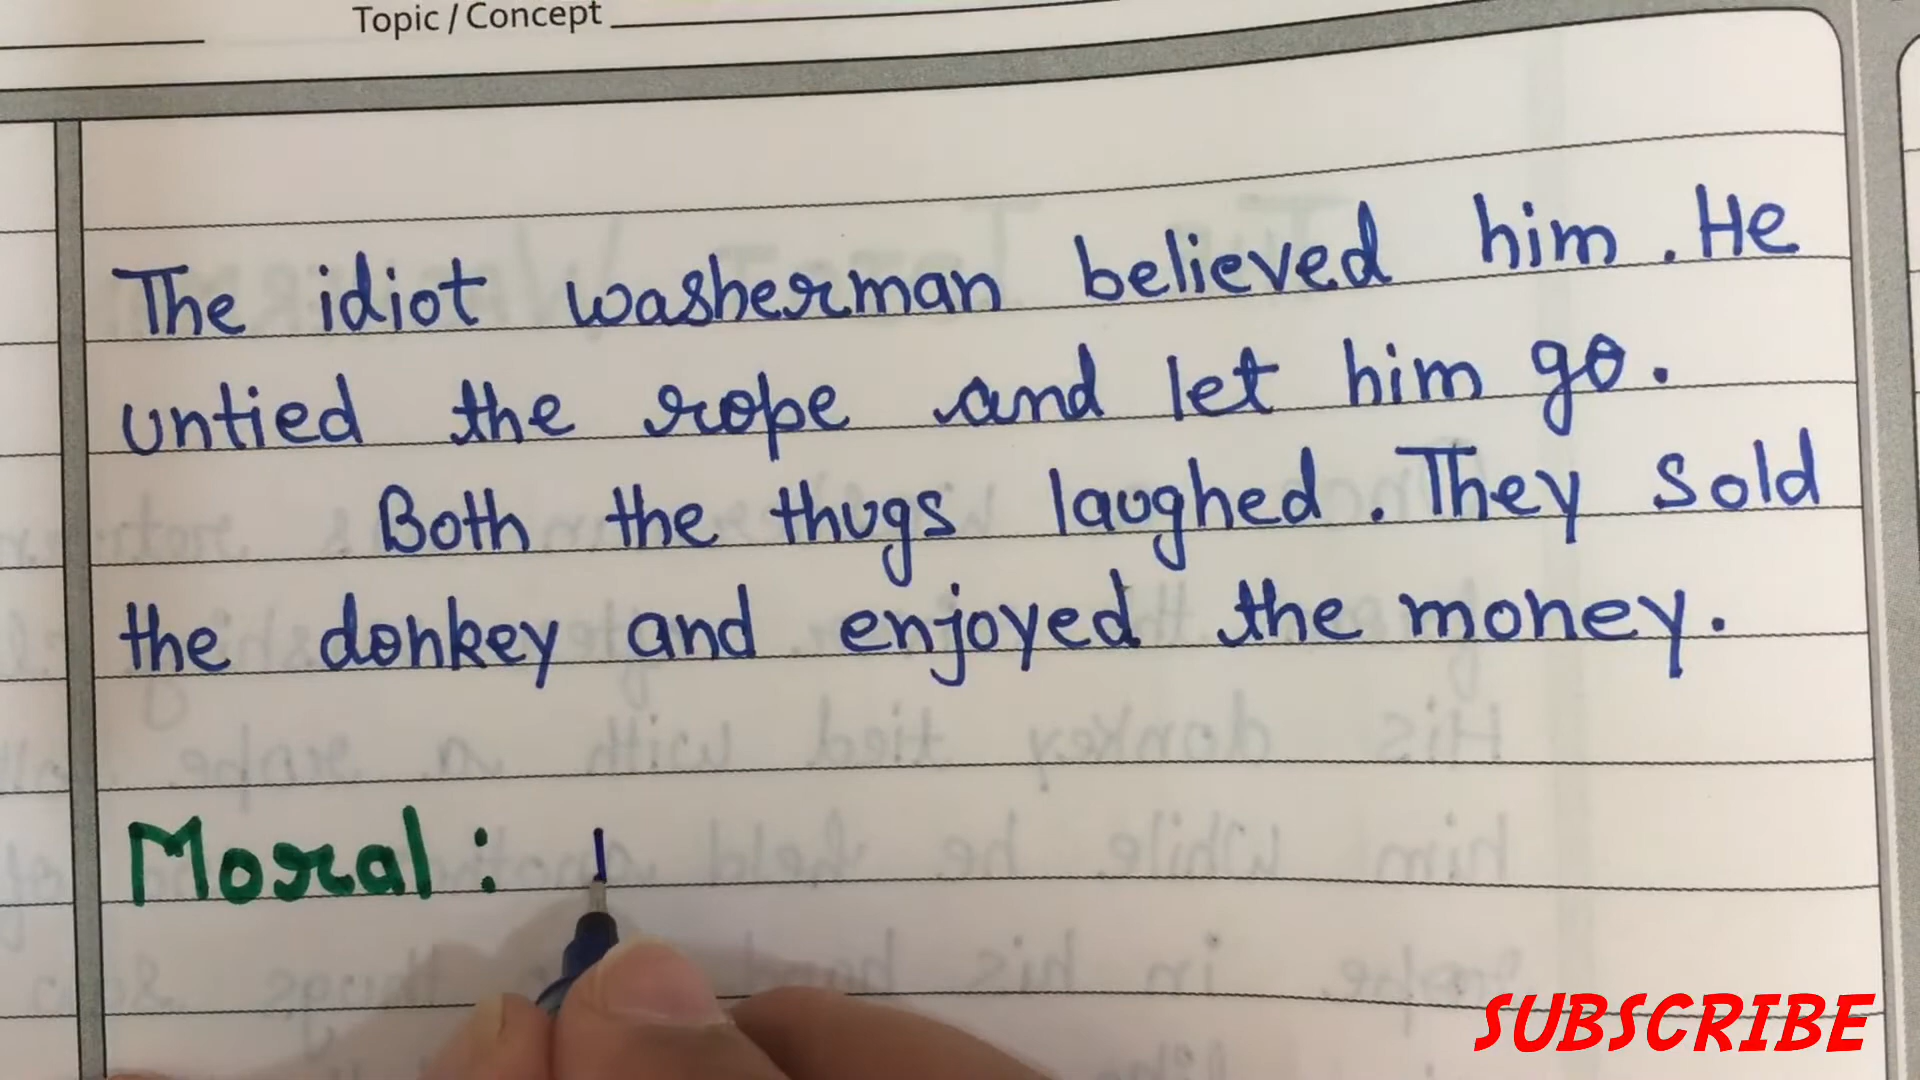 Topic / Concept
The idiot washerman believed him. He
untied the rope and let him go.
Both the thugs laughed. They sold
the donkey and enjoyed the money.
Moral :
SUBSCRIBE